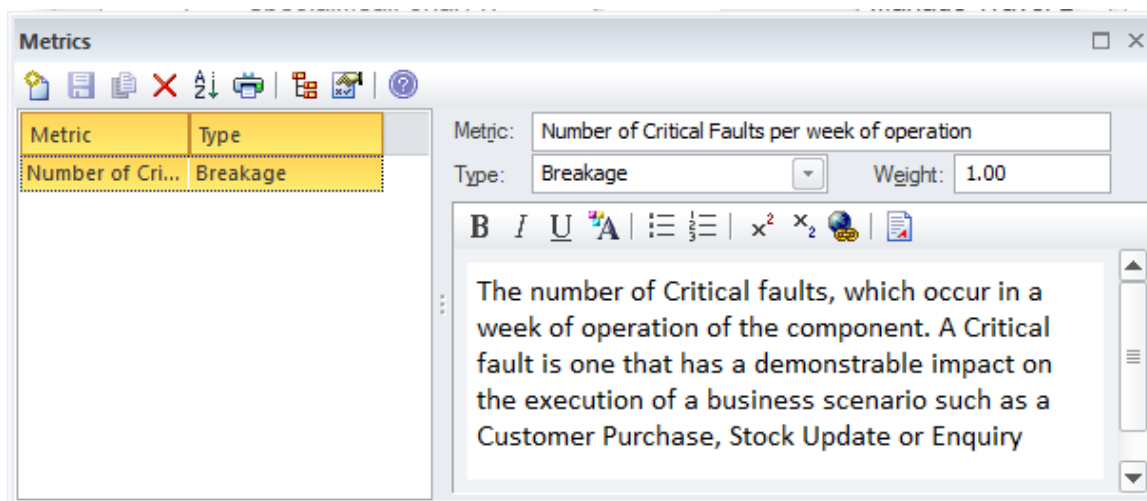 Metrics
Metric Type
Number of Cri... Breakage
Metric: Number of Critical Faults per week of operation
Type: Breakage Weight: 1.00
B I U A x² x₂
The number of Critical faults, which occur in a
week of operation of the component. A Critical
fault is one that has a demonstrable impact on
the execution of a business scenario such as a
Customer Purchase, Stock Update or Enquiry